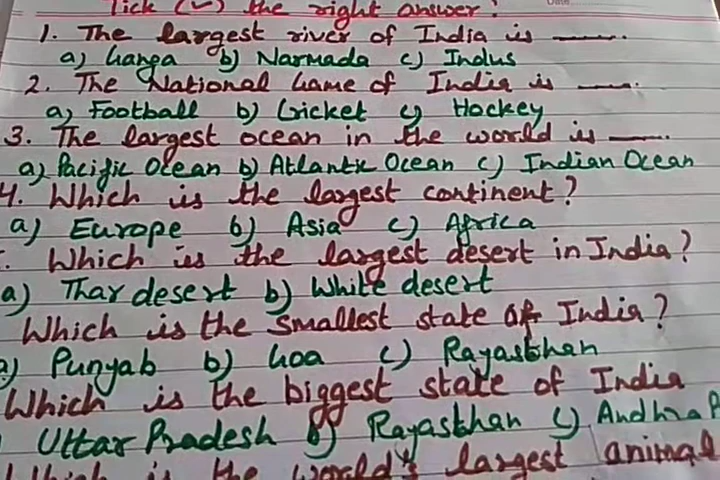 Tick (✓) the right answer:
1. The largest river of India is ——.
a) Ganga b) Narmada c) Indus
2. The National Game of India is ——.
a) Football b) Cricket c) Hockey
3. The largest ocean in the world is ——.
a) Pacific Ocean b) Atlantic Ocean c) Indian Ocean
4. Which is the largest continent?
a) Europe b) Asia c) Africa
Which is the largest desert in India?
a) Thar desert b) White desert
Which is the Smallest state of India?
a) Punjab b) Goa c) Rajasthan
Which is the biggest state of India
Uttar Pradesh b) Rajasthan c) Andhra P
Which is the world's largest animal